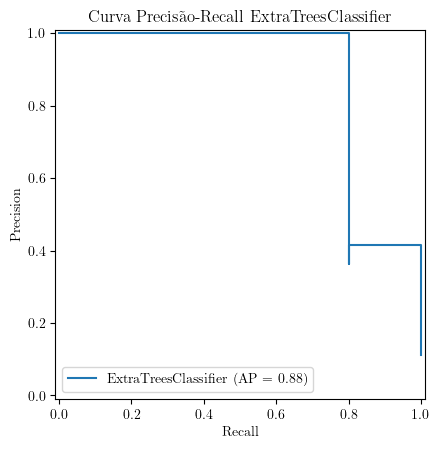 Curva Precisão-Recall ExtraTreesClassifier
1.0
0.8
0.6
0.4
0.2
0.0
Precision
ExtraTreesClassifier (AP = 0.88)
0.0 0.2 0.4 0.6 0.8 1.0
Recall